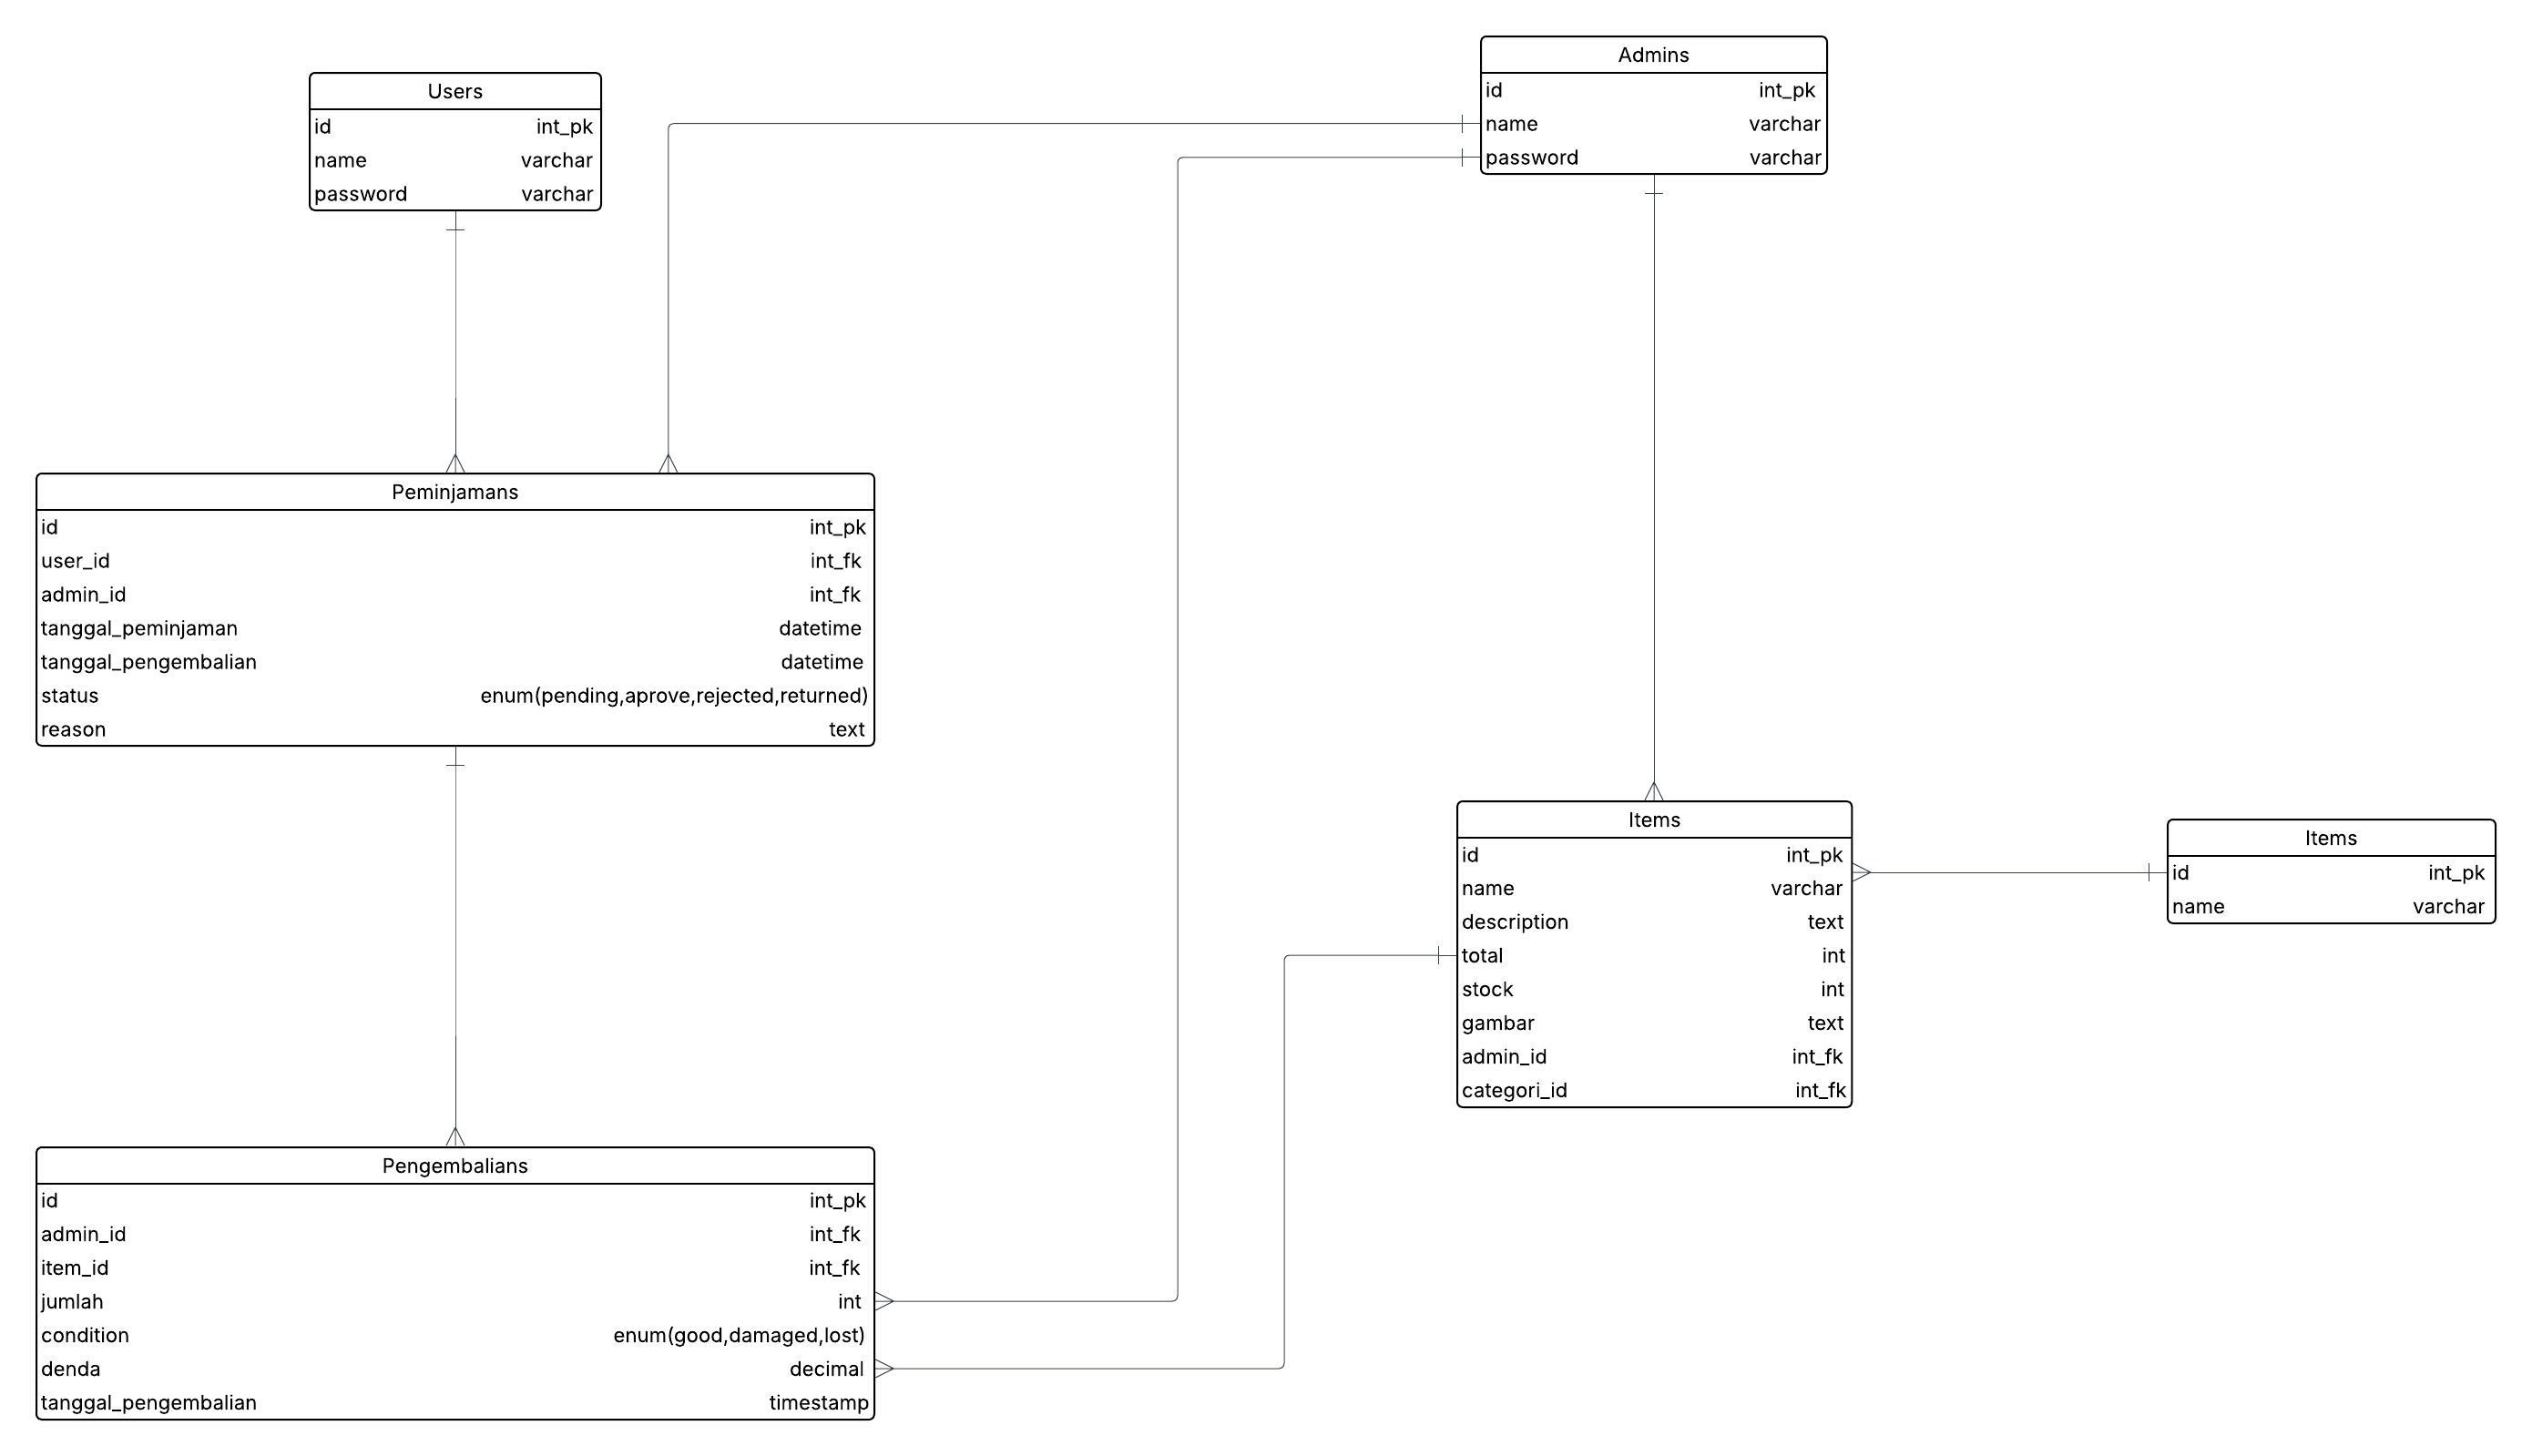 Users
id int_pk
name varchar
password varchar
Admins
id int_pk
name varchar
password varchar
Peminjamans
id int_pk
user_id int_fk
admin_id int_fk
tanggal_peminjaman datetime
tanggal_pengembalian datetime
status enum(pending,aprove,rejected,returned)
reason text
Items
id int_pk
name varchar
description text
total int
stock int
gambar text
admin_id int_fk
categori_id int_fk
Items
id int_pk
name varchar
Pengembalians
id int_pk
admin_id int_fk
item_id int_fk
jumlah int
condition enum(good,damaged,lost)
denda decimal
tanggal_pengembalian timestamp